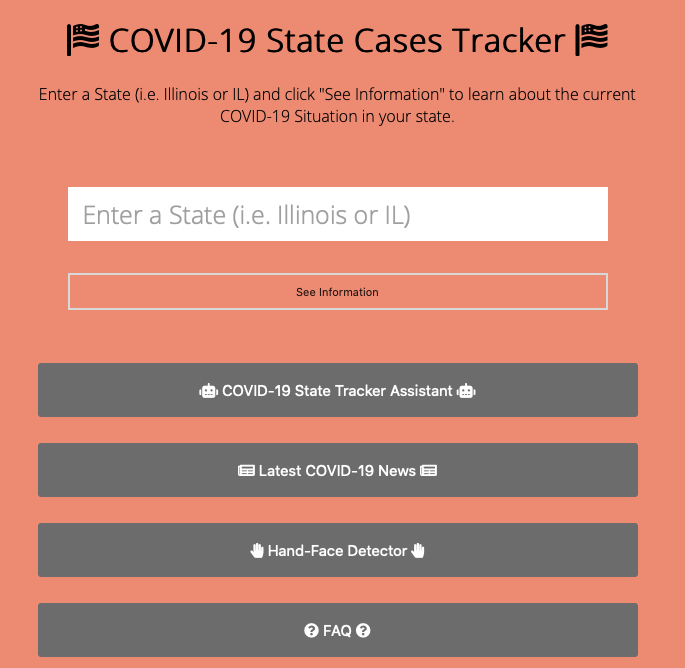 COVID-19 State Cases Tracker
Enter a State (i.e. Illinois or IL) and click "See Information" to learn about the current
COVID-19 Situation in your state.
Enter a State (i.e. Illinois or IL)
See Information
COVID-19 State Tracker Assistant
Latest COVID-19 News
Hand-Face Detector
FAQ